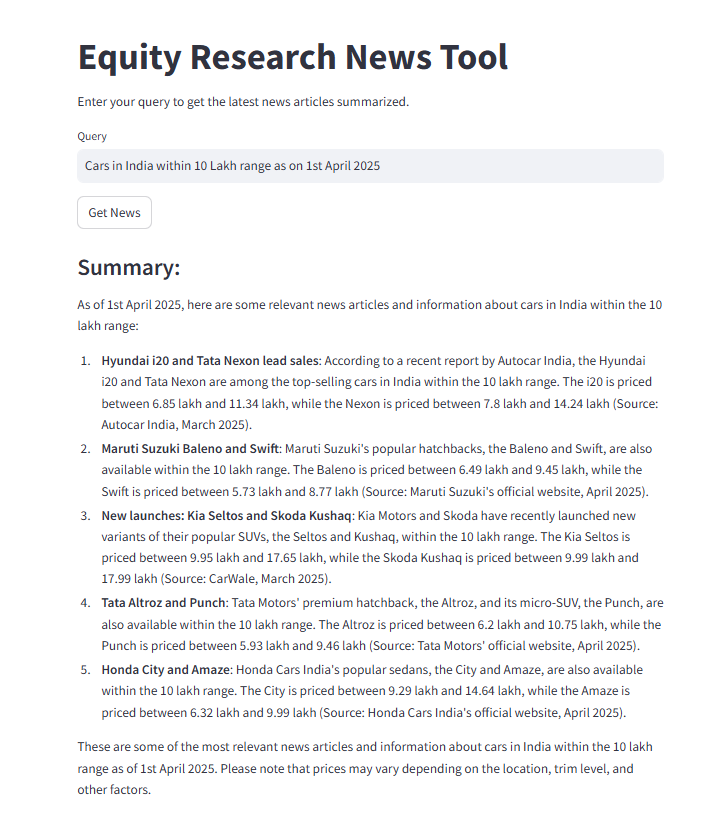 Equity Research News Tool
Enter your query to get the latest news articles summarized.
Query
Cars in India within 10 Lakh range as on 1st April 2025
Get News
Summary:
As of 1st April 2025, here are some relevant news articles and information about cars in India within the 10
lakh range:
1. Hyundai i20 and Tata Nexon lead sales: According to a recent report by Autocar India, the Hyundai
i20 and Tata Nexon are among the top-selling cars in India within the 10 lakh range. The i20 is priced
between 6.85 lakh and 11.34 lakh, while the Nexon is priced between 7.8 lakh and 14.24 lakh (Source:
Autocar India, March 2025).
2. Maruti Suzuki Baleno and Swift: Maruti Suzuki's popular hatchbacks, the Baleno and Swift, are also
available within the 10 lakh range. The Baleno is priced between 6.49 lakh and 9.45 lakh, while the
Swift is priced between 5.73 lakh and 8.77 lakh (Source: Maruti Suzuki's official website, April 2025).
3. New launches: Kia Seltos and Skoda Kushaq: Kia Motors and Skoda have recently launched new
variants of their popular SUVs, the Seltos and Kushaq, within the 10 lakh range. The Kia Seltos is
priced between 9.95 lakh and 17.65 lakh, while the Skoda Kushaq is priced between 9.99 lakh and
17.99 lakh (Source: CarWale, March 2025).
4. Tata Altroz and Punch: Tata Motors' premium hatchback, the Altroz, and its micro-SUV, the Punch, are
also available within the 10 lakh range. The Altroz is priced between 6.2 lakh and 10.75 lakh, while the
Punch is priced between 5.93 lakh and 9.46 lakh (Source: Tata Motors' official website, April 2025).
5. Honda City and Amaze: Honda Cars India's popular sedans, the City and Amaze, are also available
within the 10 lakh range. The City is priced between 9.29 lakh and 14.64 lakh, while the Amaze is
priced between 6.32 lakh and 9.99 lakh (Source: Honda Cars India's official website, April 2025).
These are some of the most relevant news articles and information about cars in India within the 10 lakh
range as of 1st April 2025. Please note that prices may vary depending on the location, trim level, and
other factors.